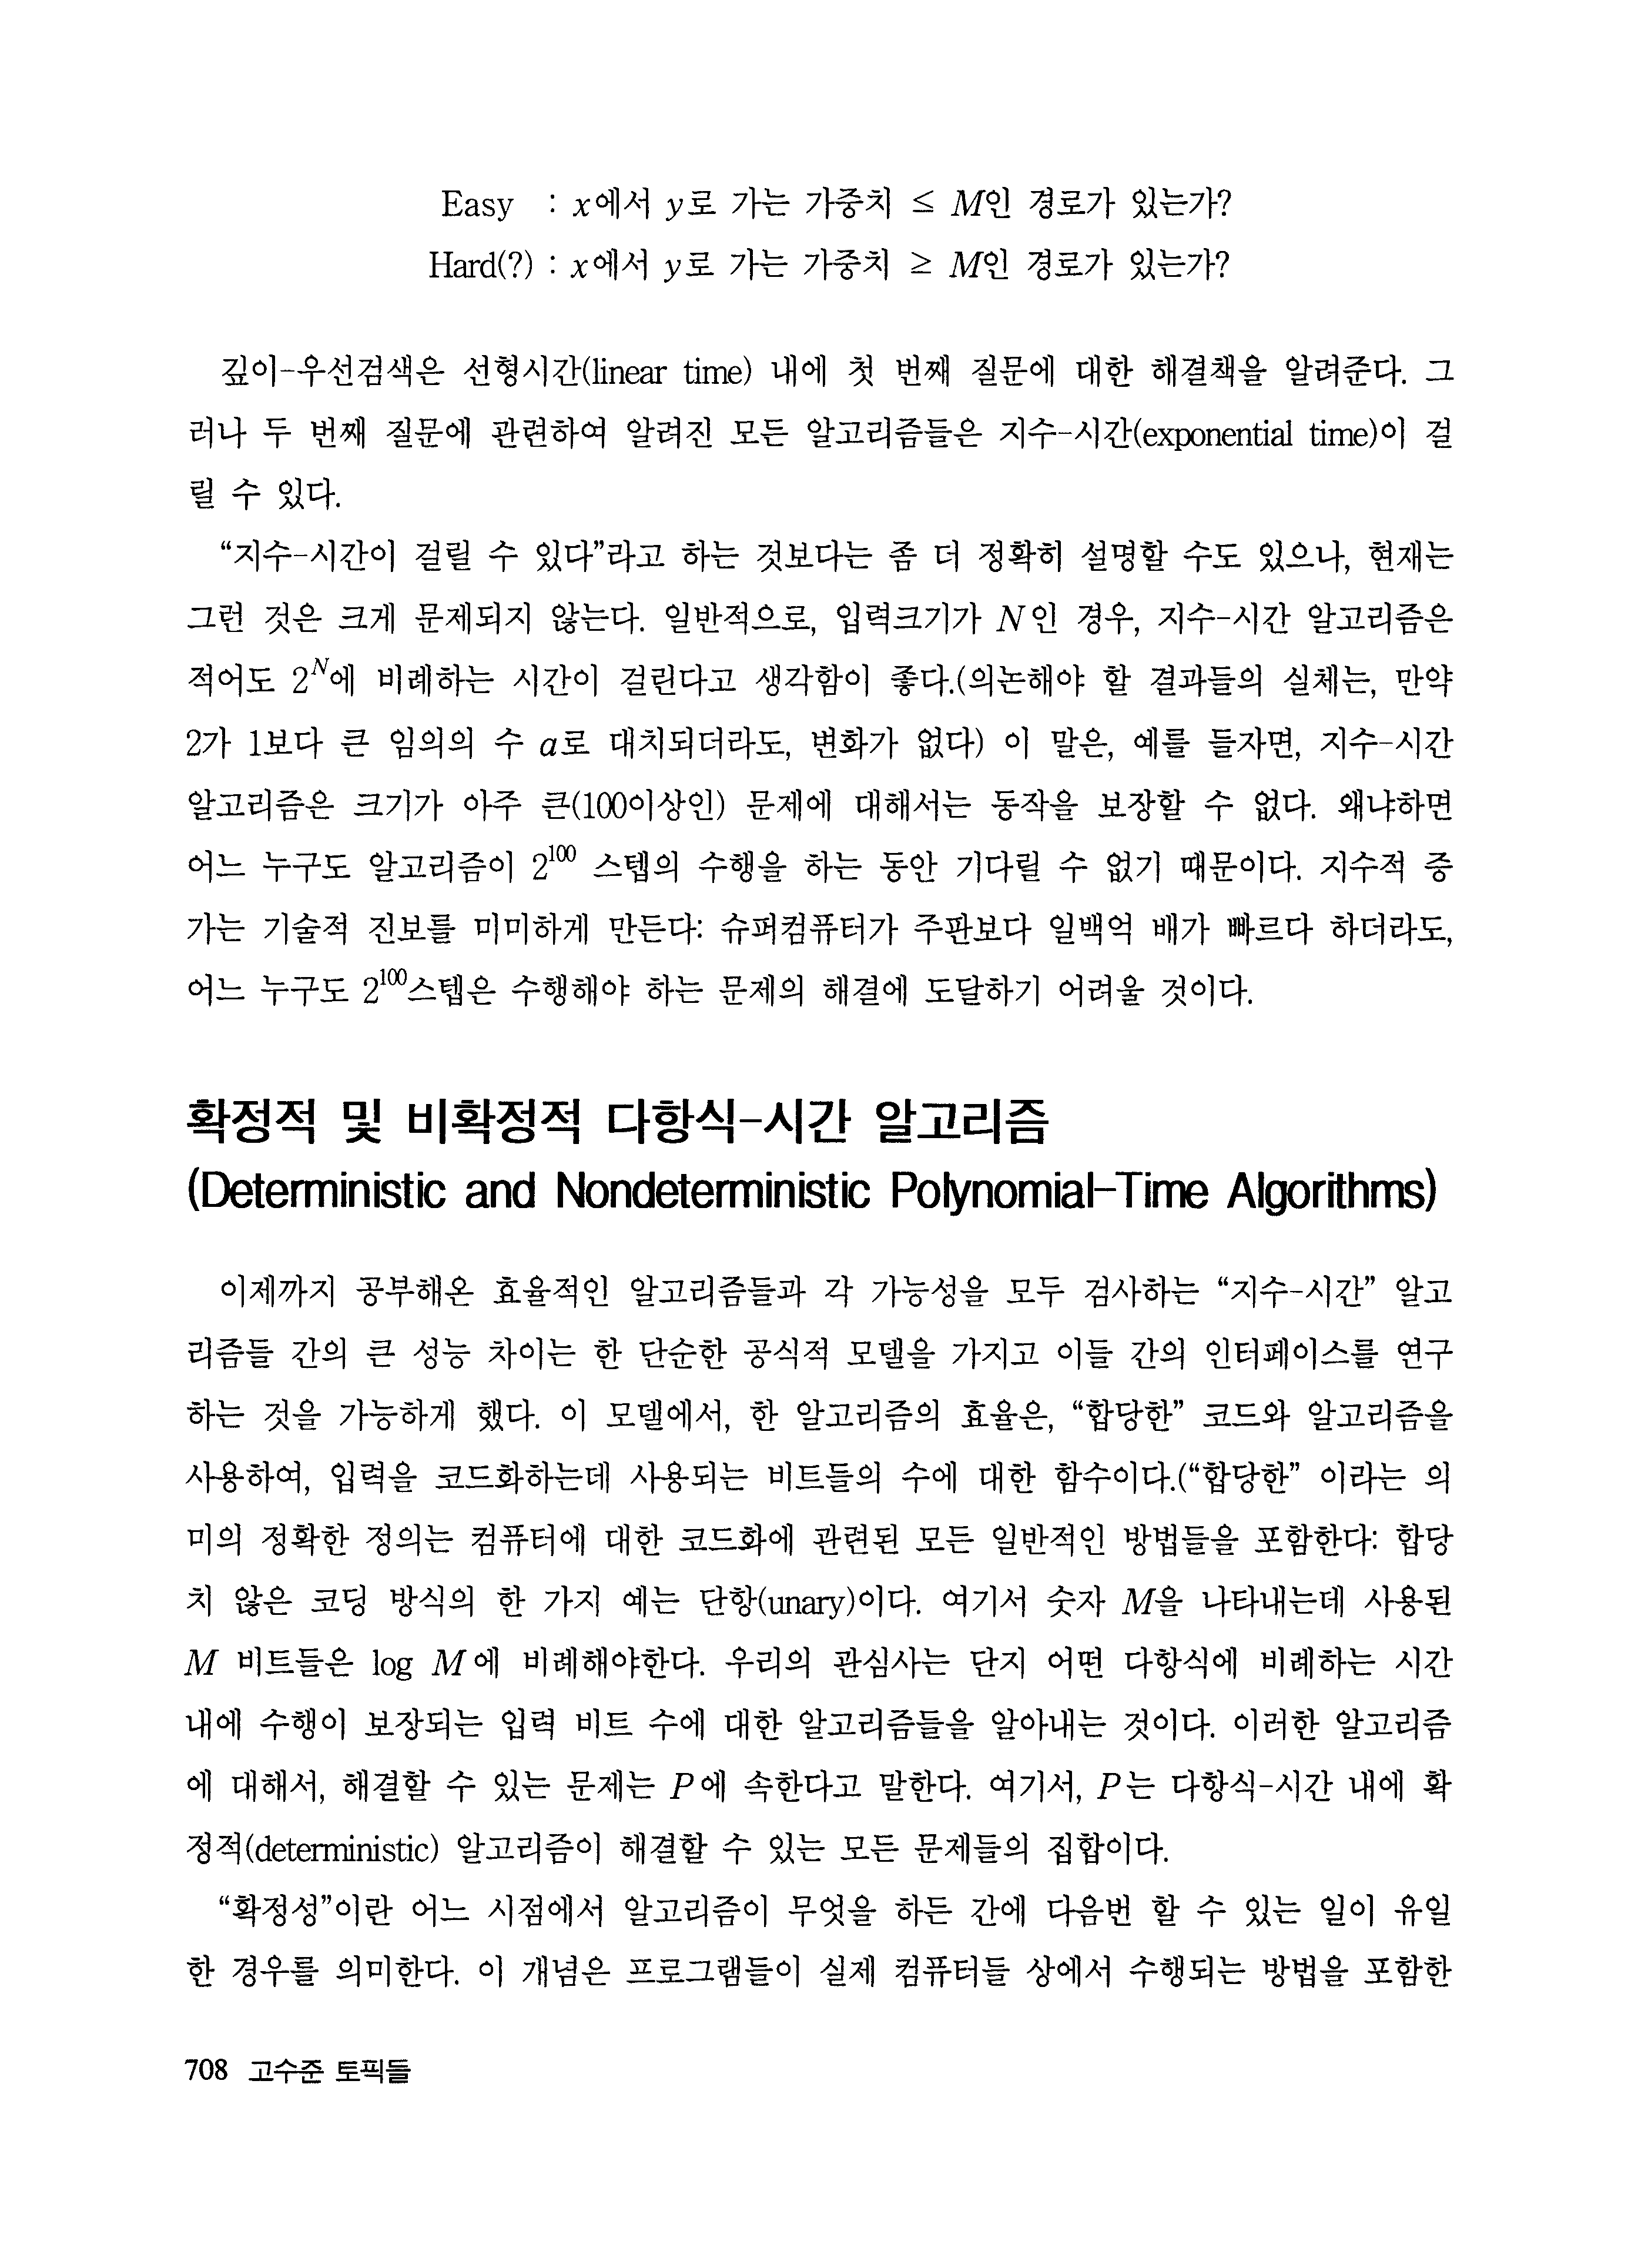 Easy : x에서 y로 가는 가중치 ≤ M인 경로가 있는가?
Hard(?) : x에서 y로 가는 가중치 ≥ M인 경로가 있는가?
깊이-우선검색은 선형시간(linear time) 내에 첫 번째 질문에 대한 해결책을 알려준다. 그
러나 두 번째 질문에 관련하여 알려진 모든 알고리즘들은 지수-시간(exponential time)이 걸
릴 수 있다.
“지수-시간이 걸릴 수 있다”라고 하는 것보다는 좀 더 정확히 설명할 수도 있으나, 현재는
그런 것은 크게 문제되지 않는다. 일반적으로, 입력크기가 N인 경우, 지수-시간 알고리즘은
적어도 2^N에 비례하는 시간이 걸린다고 생각함이 좋다.(의논해야 할 결과들의 실체는, 만약
2가 1보다 큰 임의의 수 a로 대치되더라도, 변화가 없다) 이 말은, 예를 들자면, 지수-시간
알고리즘은 크기가 아주 큰(100이상인) 문제에 대해서는 동작을 보장할 수 없다. 왜냐하면
어느 누구도 알고리즘이 2^100 스텝의 수행을 하는 동안 기다릴 수 없기 때문이다. 지수적 증
가는 기술적 진보를 미미하게 만든다: 슈퍼컴퓨터가 주판보다 일백억 배가 빠르다 하더라도,
어느 누구도 2^100스텝은 수행해야 하는 문제의 해결에 도달하기 어려울 것이다.
확정적 및 비확정적 다항식-시간 알고리즘
(Deterministic and Nondeterministic Polynomial-Time Algorithms)
이제까지 공부해온 효율적인 알고리즘들과 각 가능성을 모두 검사하는 “지수-시간” 알고
리즘들 간의 큰 성능 차이는 한 단순한 공식적 모델을 가지고 이들 간의 인터페이스를 연구
하는 것을 가능하게 했다. 이 모델에서, 한 알고리즘의 효율은, “합당한” 코드와 알고리즘을
사용하여, 입력을 코드화하는데 사용되는 비트들의 수에 대한 함수이다.(“합당한” 이라는 의
미의 정확한 정의는 컴퓨터에 대한 코드화에 관련된 모든 일반적인 방법들을 포함한다: 합당
치 않은 코딩 방식의 한 가지 예는 단항(unary)이다. 여기서 숫자 M을 나타내는데 사용된
M 비트들은 log M에 비례해야한다. 우리의 관심사는 단지 어떤 다항식에 비례하는 시간
내에 수행이 보장되는 입력 비트 수에 대한 알고리즘들을 알아내는 것이다. 이러한 알고리즘
에 대해서, 해결할 수 있는 문제는 P에 속한다고 말한다. 여기서, P는 다항식-시간 내에 확
정적(deterministic) 알고리즘이 해결할 수 있는 모든 문제들의 집합이다.
“확정성”이란 어느 시점에서 알고리즘이 무엇을 하든 간에 다음번 할 수 있는 일이 유일
한 경우를 의미한다. 이 개념은 프로그램들이 실제 컴퓨터들 상에서 수행되는 방법을 포함한
708 고수준 토픽들